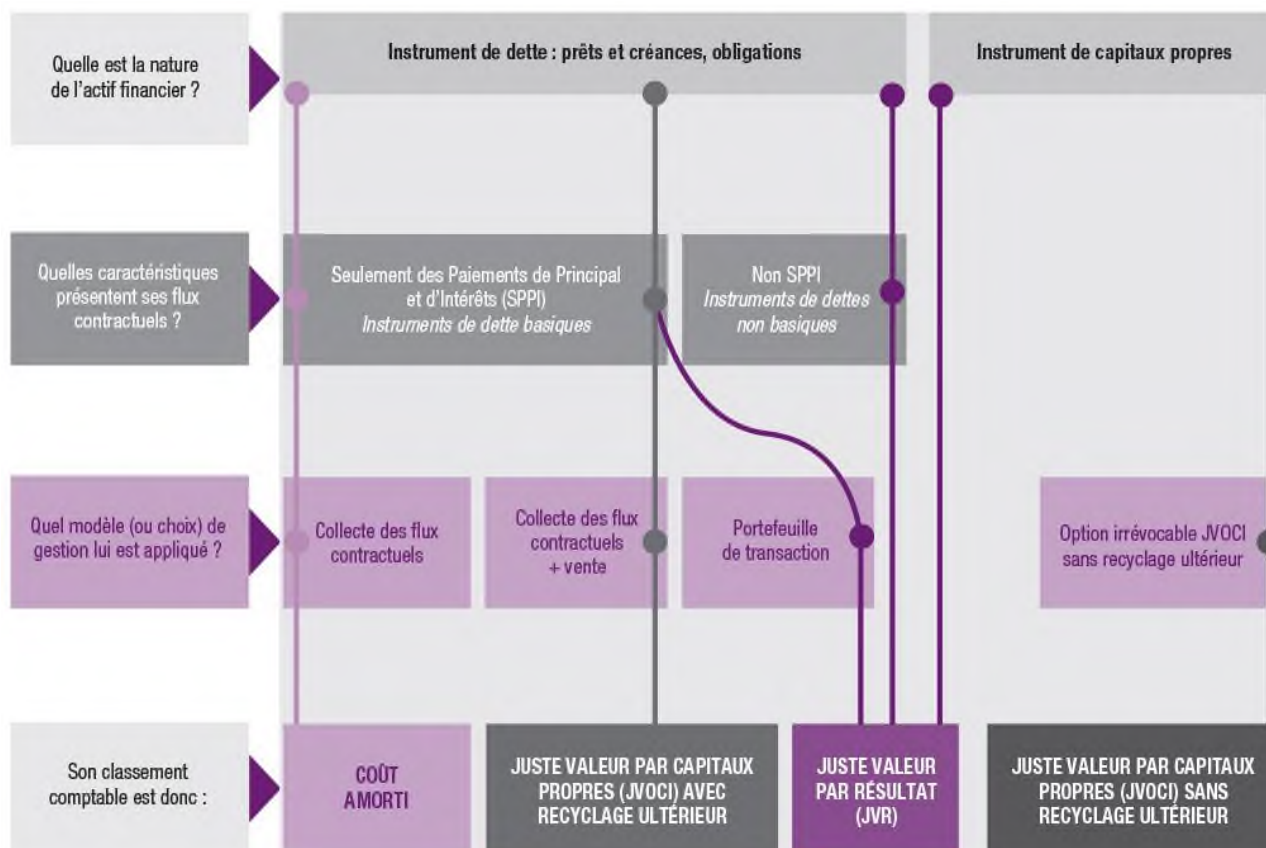 Quelle est la nature
de l'actif financier ?
Instrument de dette : prêts et créances, obligations
Instrument de capitaux propres
Quelles caractéristiques
présentent ses flux
contractuels ?
Seulement des Paiements de Principal
et d'Intérêts (SPPI)
Instruments de dette basiques
Non SPPI
Instruments de dettes
non basiques
Quel modèle (ou choix) de
gestion lui est appliqué ?
Collecte des flux
contractuels
Collecte des flux
contractuels
+ vente
Portefeuille
de transaction
Option irrévocable JVOCI
sans recyclage ultérieur
Son classement
comptable est donc :
COÛT
AMORTI
JUSTE VALEUR PAR CAPITAUX
PROPRES (JVOCI) AVEC
RECYCLAGE ULTÉRIEUR
JUSTE VALEUR
PAR RÉSULTAT
(JVR)
JUSTE VALEUR PAR CAPITAUX
PROPRES (JVOCI) SANS
RECYCLAGE ULTÉRIEUR